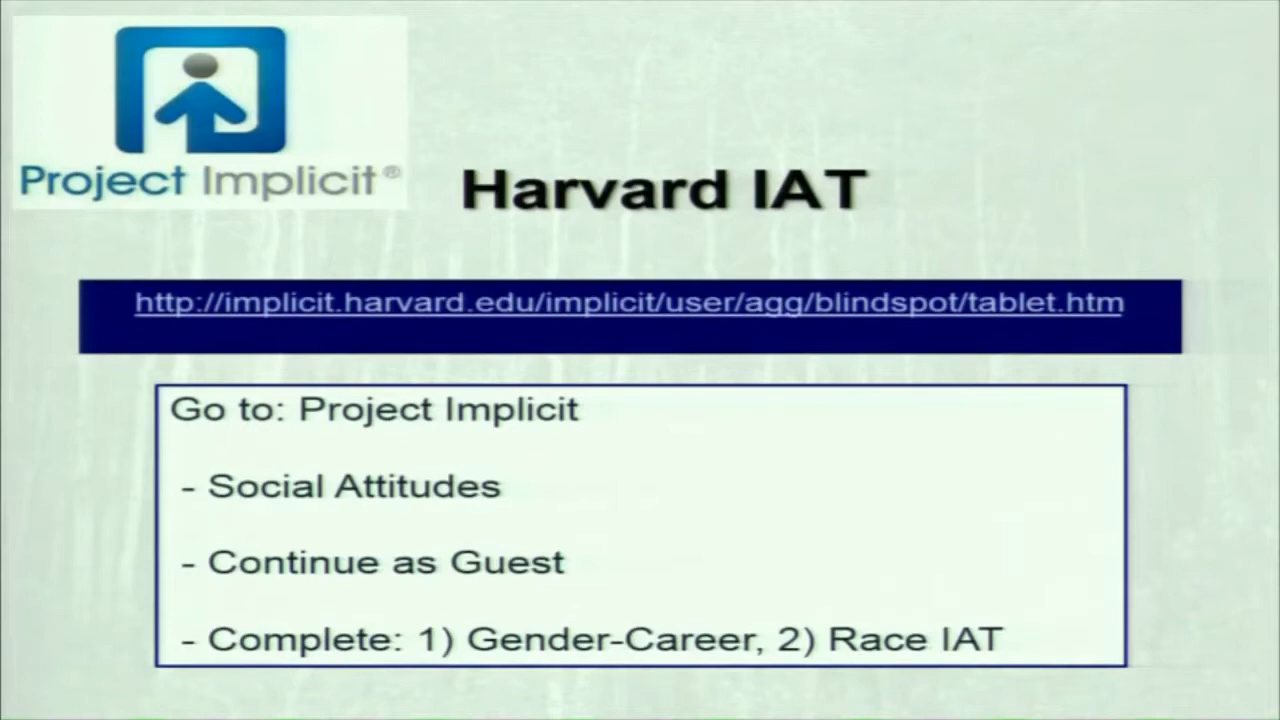 Project Implicit®
Harvard IAT
http://implicit.harvard.edu/implicit/user/agg/blindspot/tablet.htm
Go to: Project Implicit
- Social Attitudes
- Continue as Guest
- Complete: 1) Gender-Career, 2) Race IAT